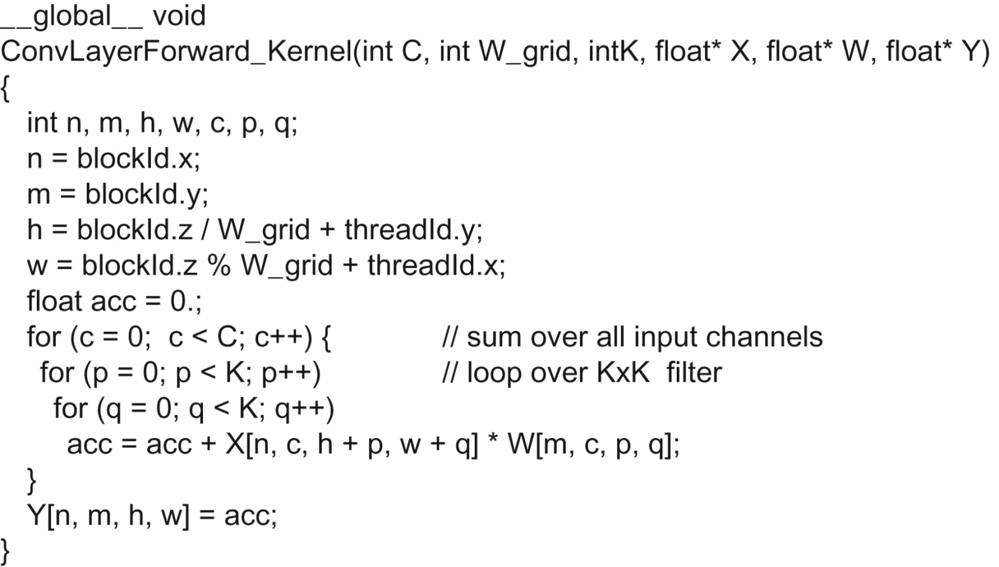 __global__ void
ConvLayerForward_Kernel(int C, int W_grid, intK, float* X, float* W, float* Y)
{
int n, m, h, w, c, p, q;
n = blockId.x;
m = blockId.y;
h = blockId.z / W_grid + threadId.y;
w = blockId.z % W_grid + threadId.x;
float acc = 0.;
for (c = 0; c < C; c++) { // sum over all input channels
for (p = 0; p < K; p++) // loop over KxK filter
for (q = 0; q < K; q++)
acc = acc + X[n, c, h + p, w + q] * W[m, c, p, q];
}
Y[n, m, h, w] = acc;
}